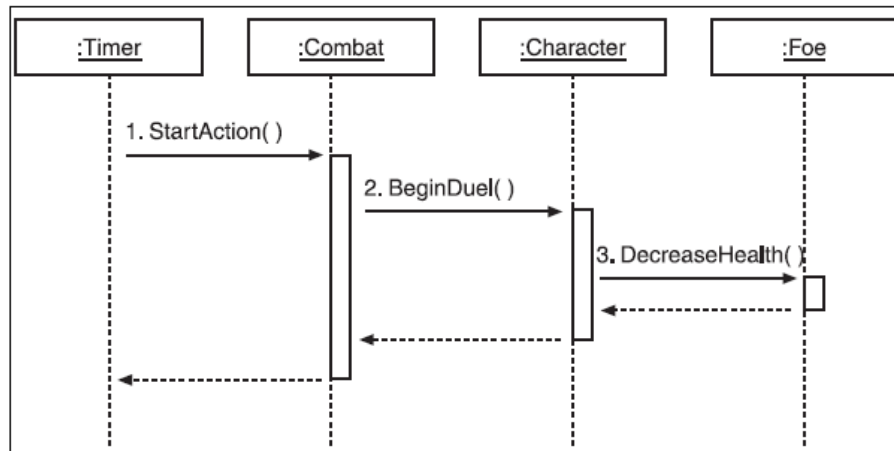 :Timer
:Combat
:Character
:Foe
1. StartAction( )
2. BeginDuel( )
3. DecreaseHealth( )